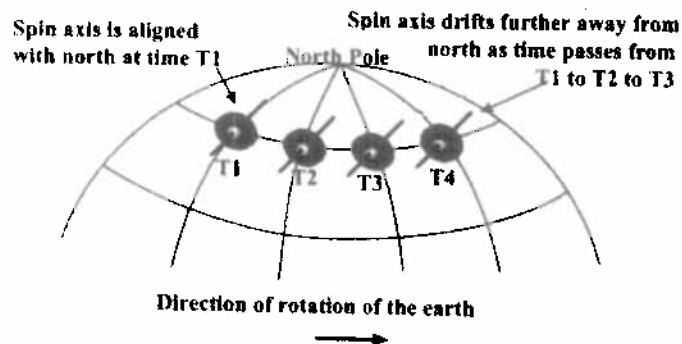 Spin axis is aligned
with north at time T1
Spin axis drifts further away from
north as time passes from
T1 to T2 to T3
North Pole
T1
T2
T3
T4
Direction of rotation of the earth